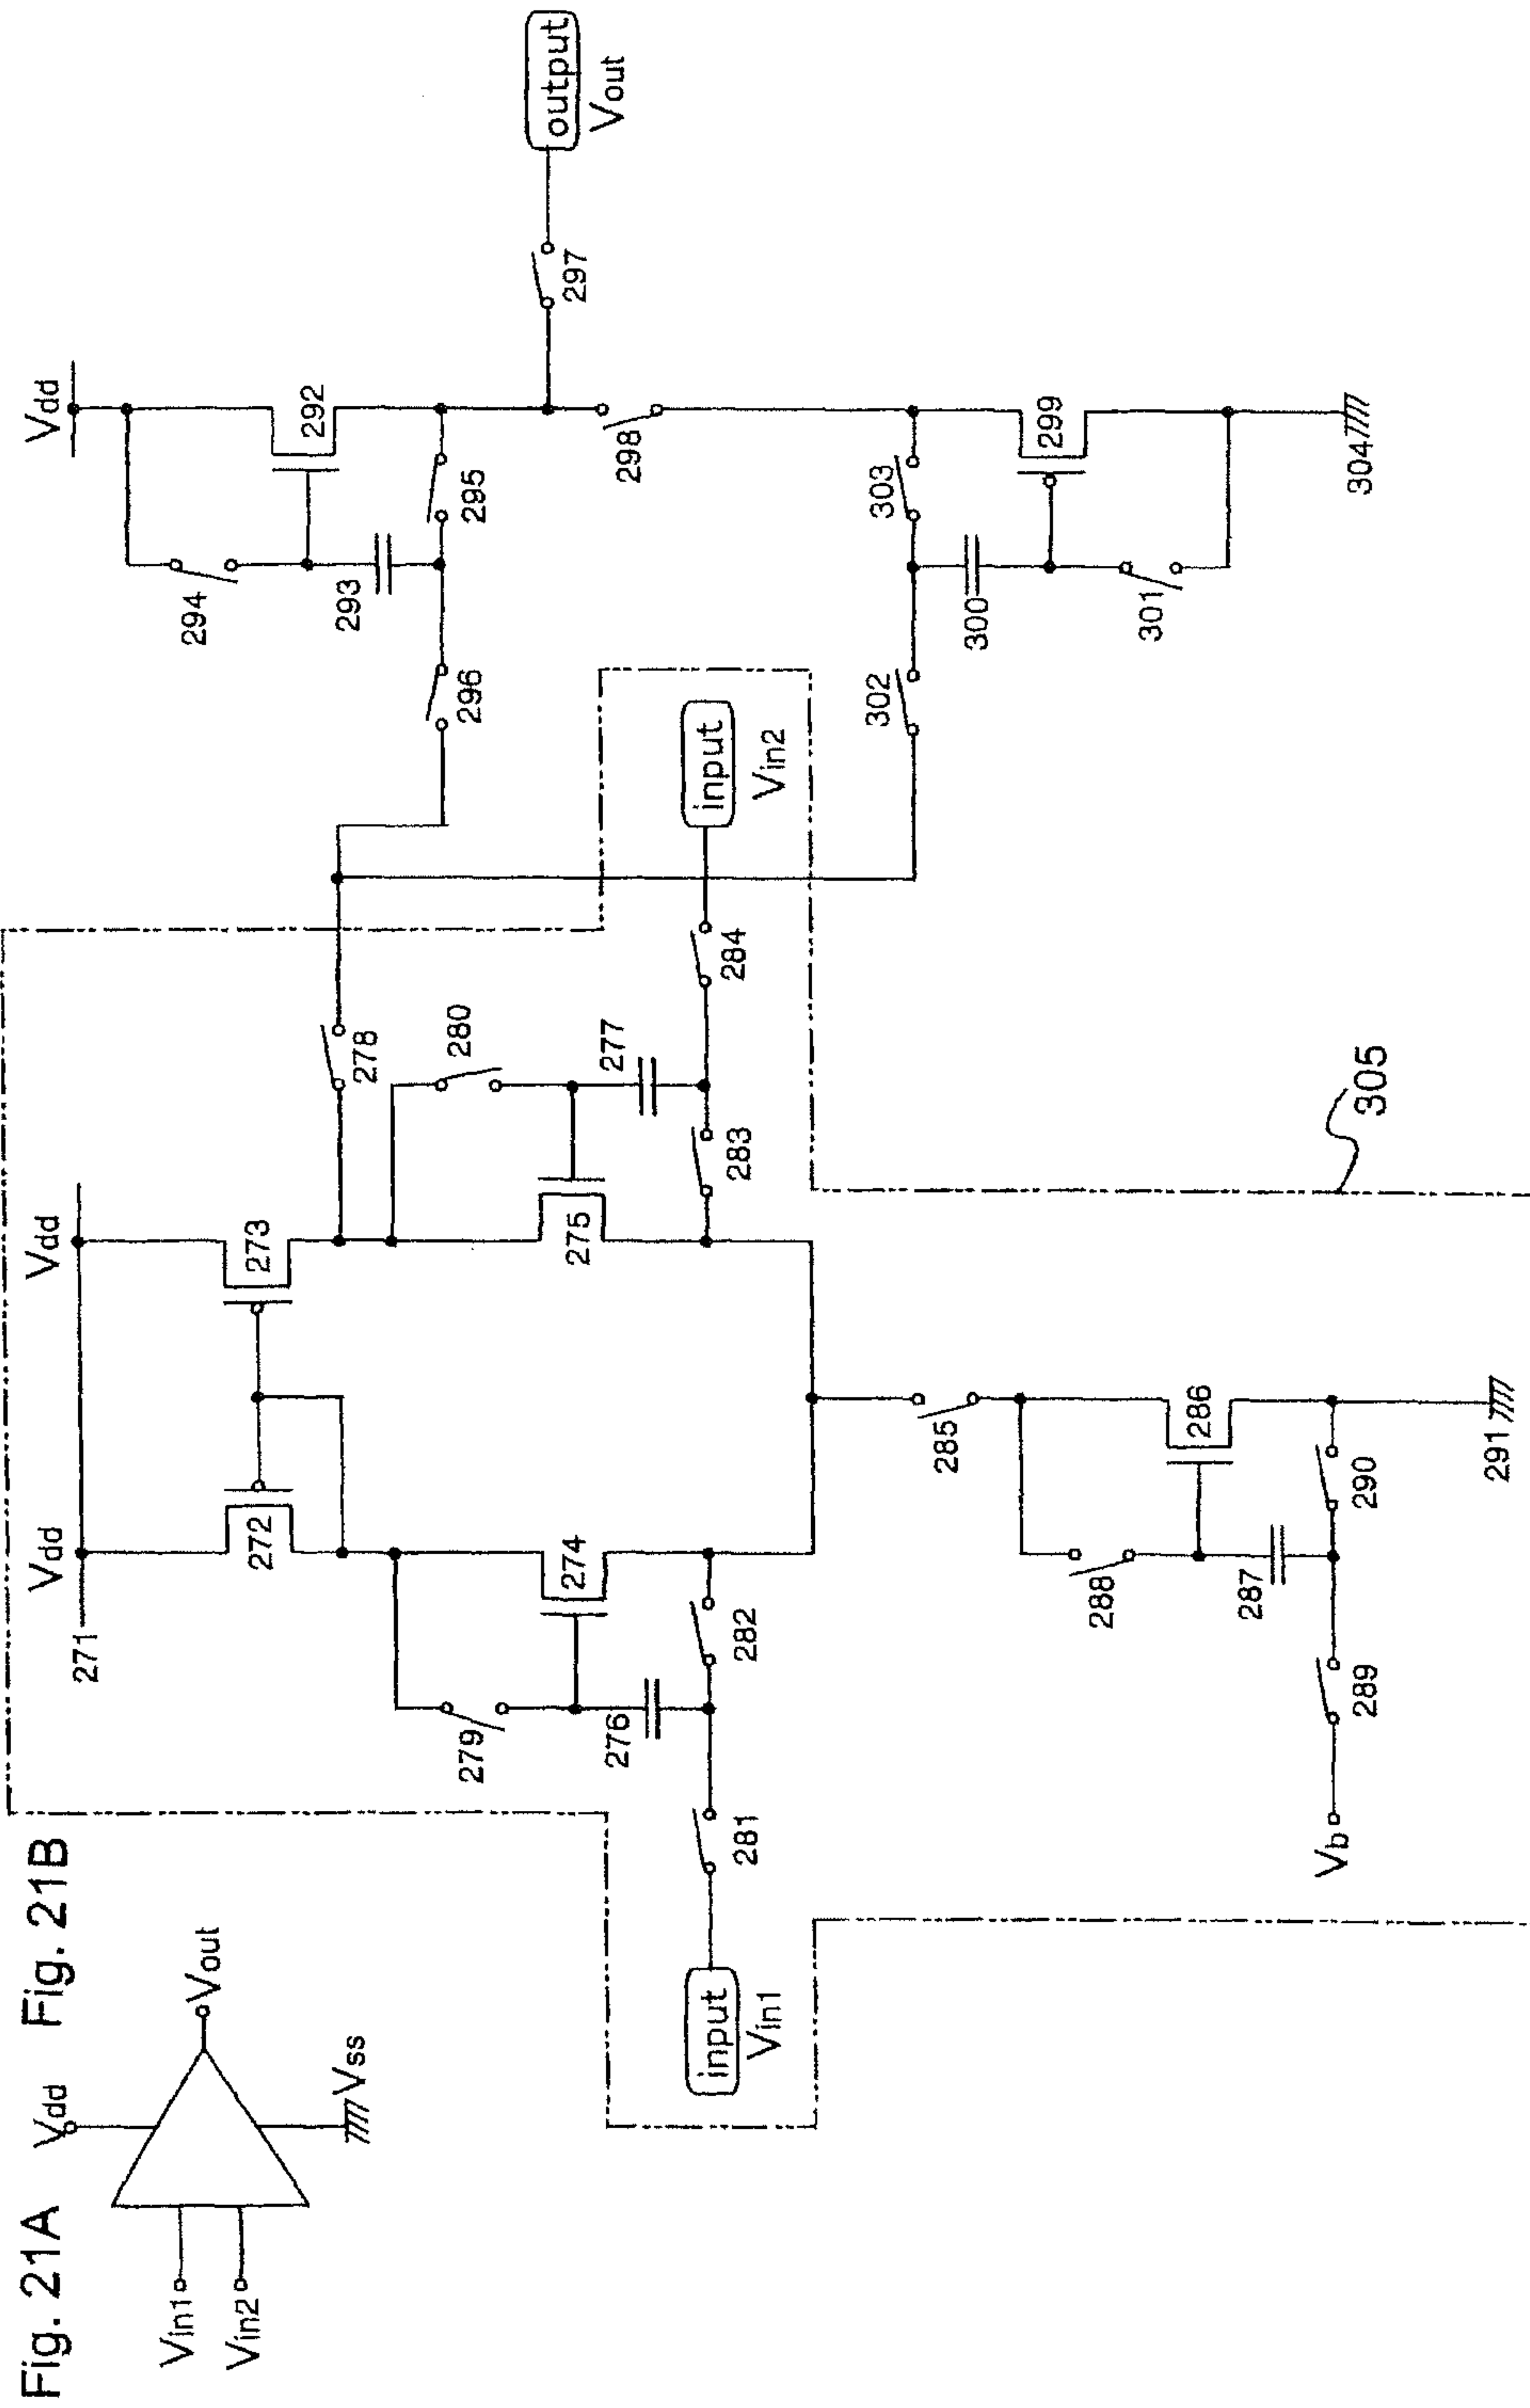 Fig. 21A
Vdd
Vin1
Vin2
Vout
Vss
Fig. 21B
271
Vdd
Vdd
272
273
278
279
274
275
280
276
277
input
Vin1
281
282
283
284
input
Vin2
285
288
286
287
Vb
289
290
291
305
Vdd
294
292
293
296
295
297
output
Vout
298
302
303
300
299
301
304